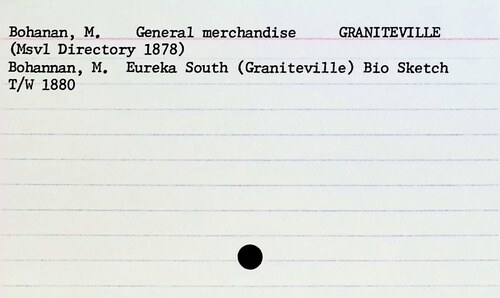 Bohanan, M. General merchandise GRANITEVILLE
(Msvl Directory 1878)
Bohannan, M. Eureka South (Graniteville) Bio Sketch
T/W 1880